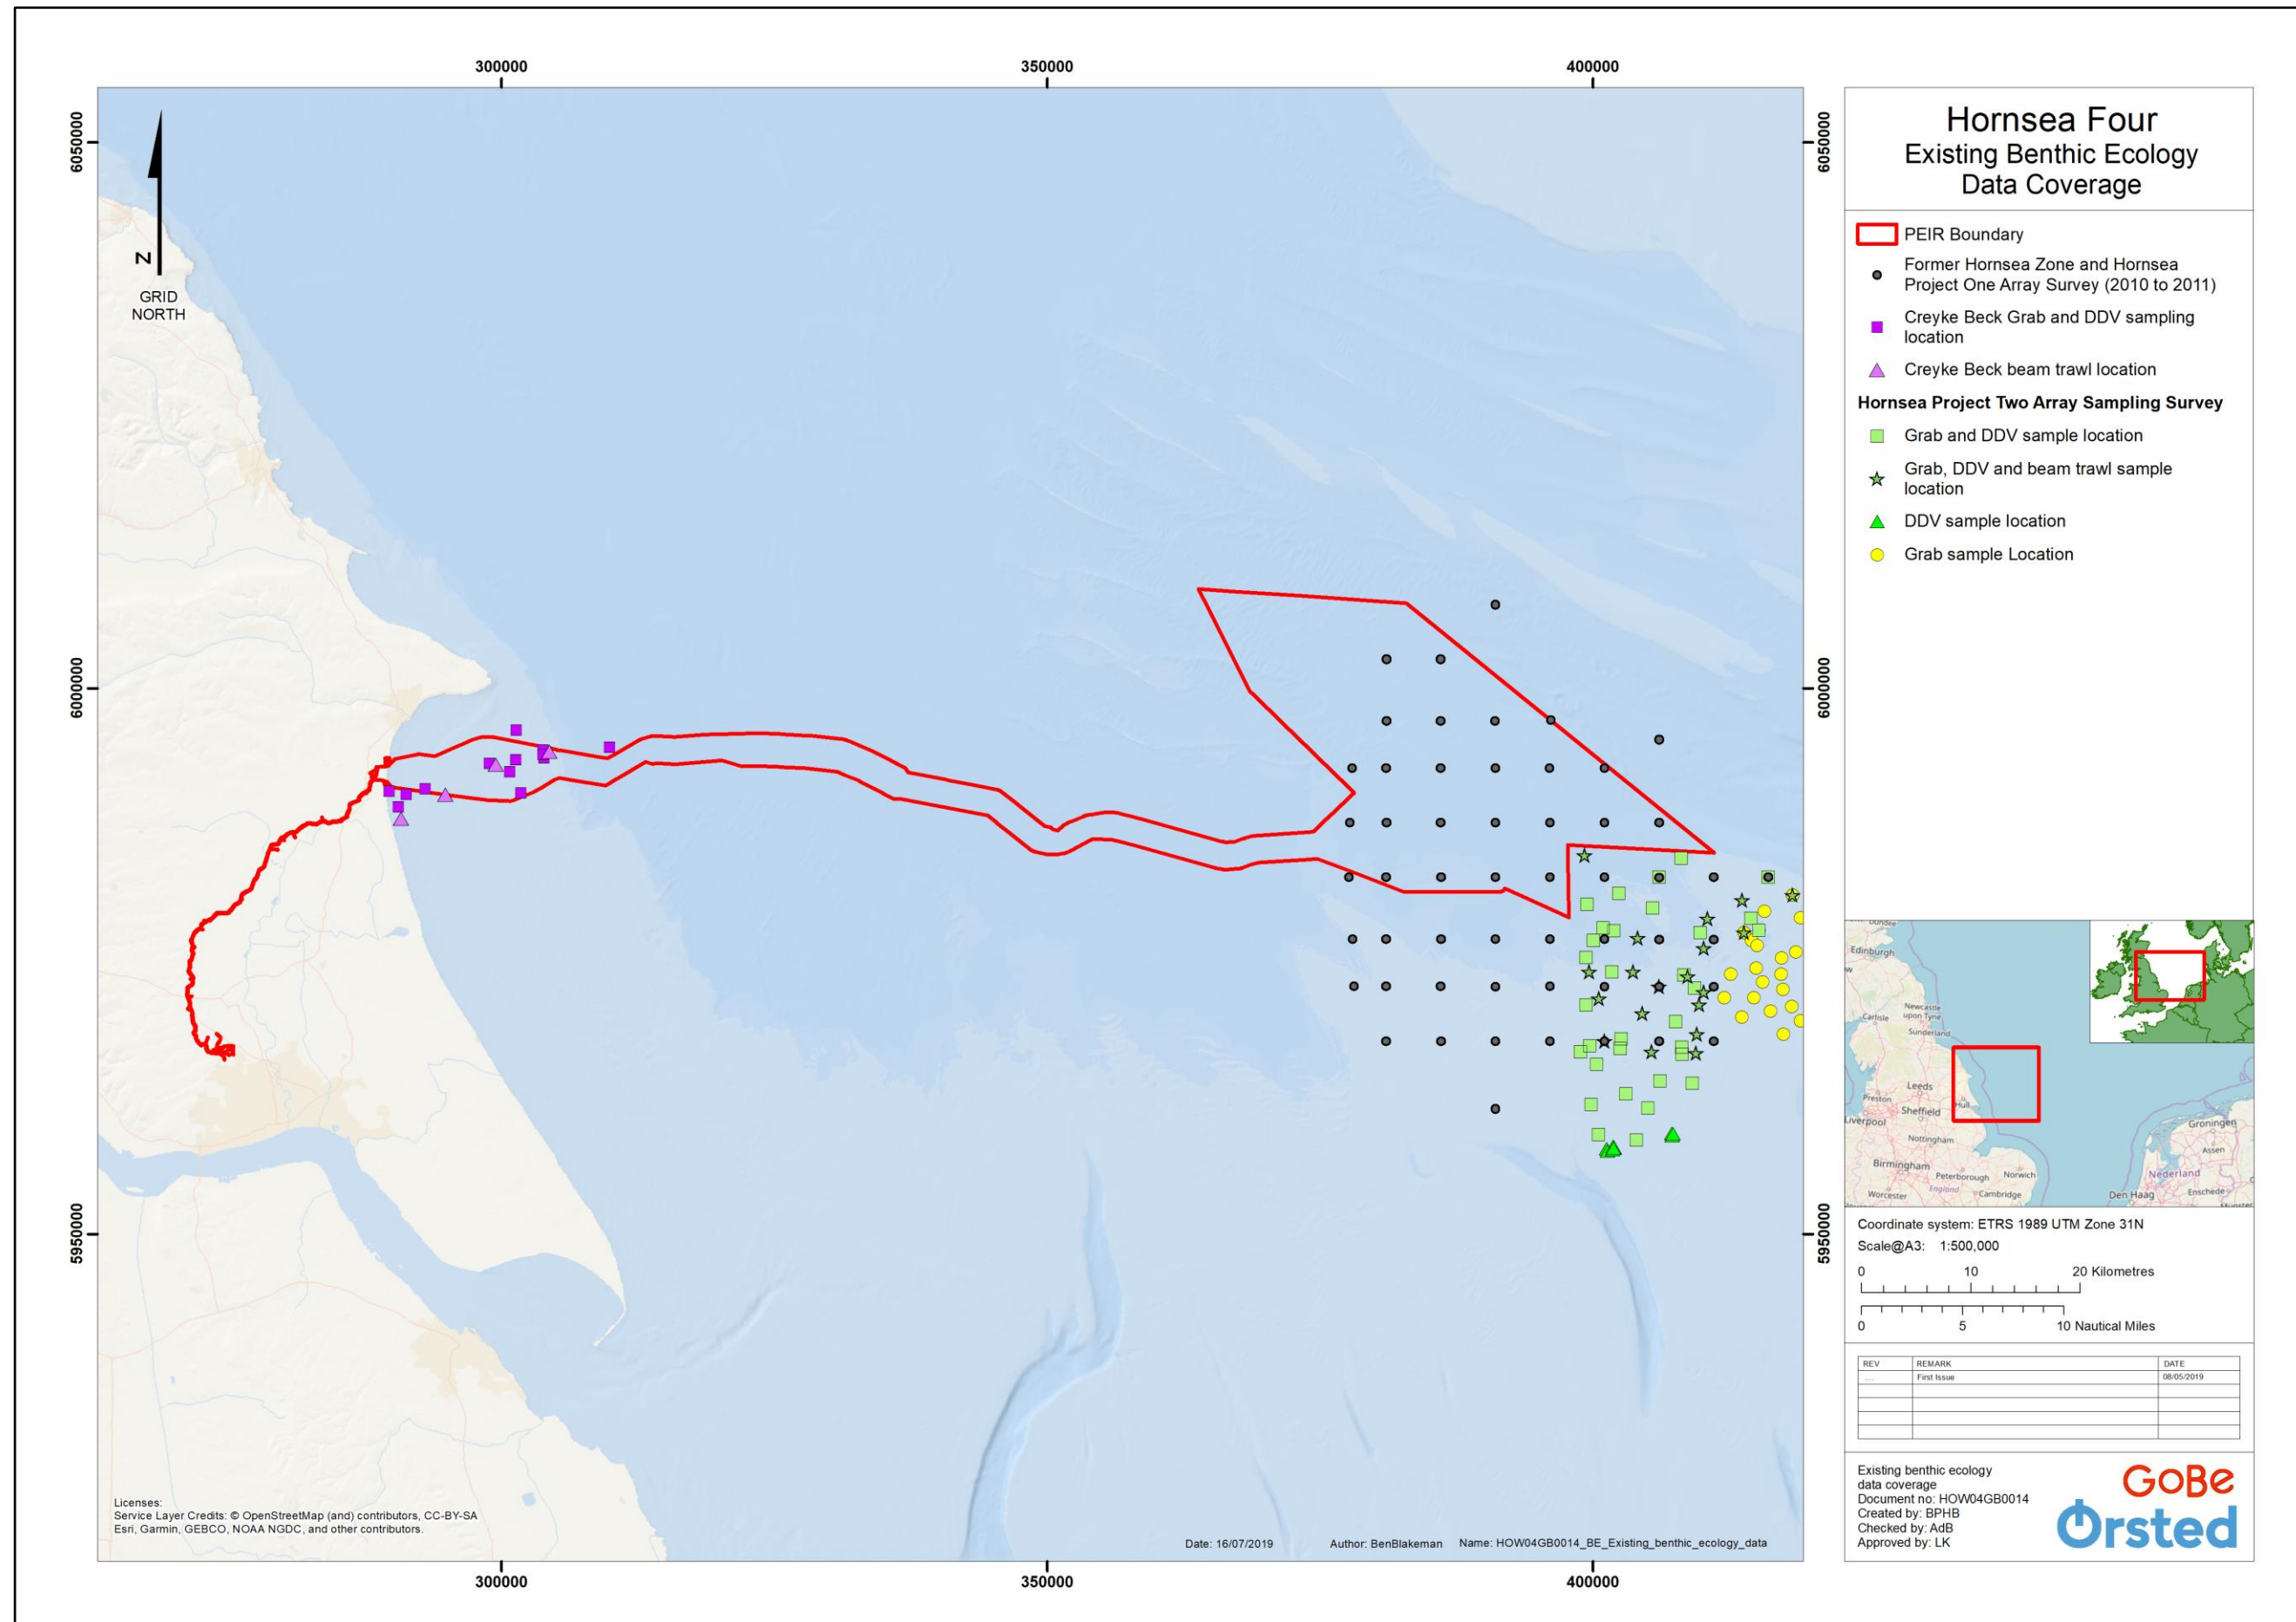 300000
350000
400000
6050000
6050000
N
GRID
NORTH
6000000
6000000
5950000
5950000
Licenses:
Service Layer Credits: © OpenStreetMap (and) contributors, CC-BY-SA
Esri, Garmin, GEBCO, NOAA NGDC, and other contributors.
Date: 16/07/2019
Author: BenBlakeman
Name: HOW04GB0014_BE_Existing_benthic_ecology_data
300000
350000
400000
Hornsea Four
Existing Benthic Ecology
Data Coverage
PEIR Boundary
Former Hornsea Zone and Hornsea
Project One Array Survey (2010 to 2011)
Creyke Beck Grab and DDV sampling
location
Creyke Beck beam trawl location
Hornsea Project Two Array Sampling Survey
Grab and DDV sample location
Grab, DDV and beam trawl sample
location
DDV sample location
Grab sample Location
Edinburgh
Newcastle
upon Tyne
Carlisle
Sunderland
Leeds
Preston
Hull
Sheffield
Liverpool
Nottingham
Groningen
Assen
Birmingham
Peterborough
Norwich
Nederland
England
Worcester
Cambridge
Den Haag
Enschede
Coordinate system: ETRS 1989 UTM Zone 31N
Scale@A3: 1:500,000
0 10 20 Kilometres
0 5 10 Nautical Miles
REV REMARK DATE
.... First Issue 08/05/2019
Existing benthic ecology
data coverage
Document no: HOW04GB0014
Created by: BPHB
Checked by: AdB
Approved by: LK
GoBe
Orsted